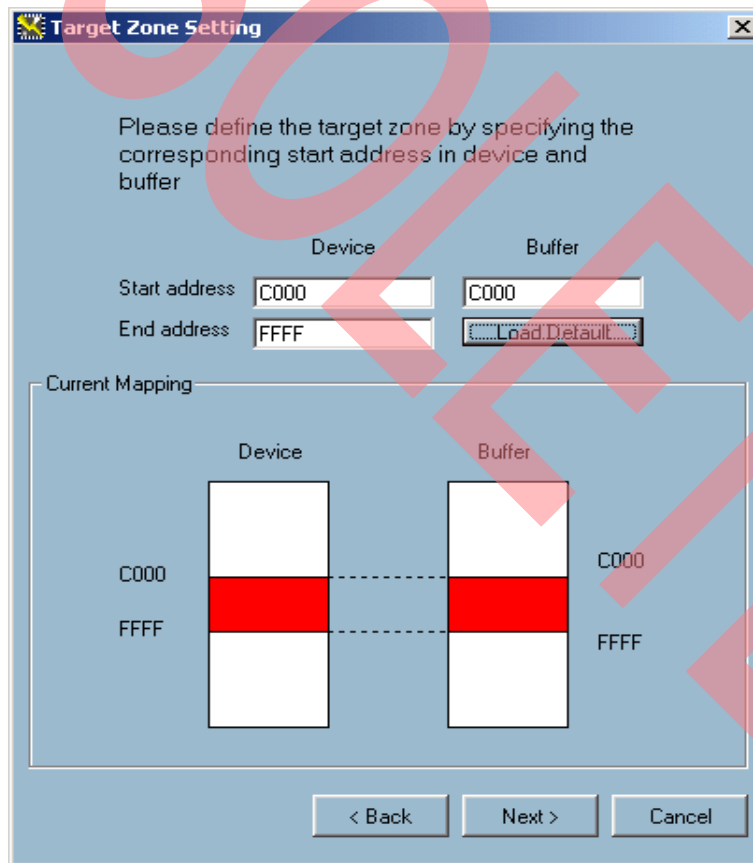 Target Zone Setting
Please define the target zone by specifying the
corresponding start address in device and
buffer
Device Buffer
Start address C000 C000
End address FFFF Load Default
Current Mapping
Device Buffer
C000 C000
FFFF FFFF
< Back Next > Cancel